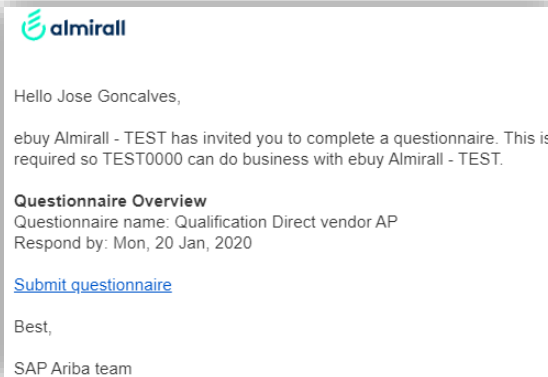 almirall
Hello Jose Goncalves,
ebuy Almirall - TEST has invited you to complete a questionnaire. This is
required so TEST0000 can do business with ebuy Almirall - TEST.
Questionnaire Overview
Questionnaire name: Qualification Direct vendor AP
Respond by: Mon, 20 Jan, 2020
Submit questionnaire
Best,
SAP Ariba team